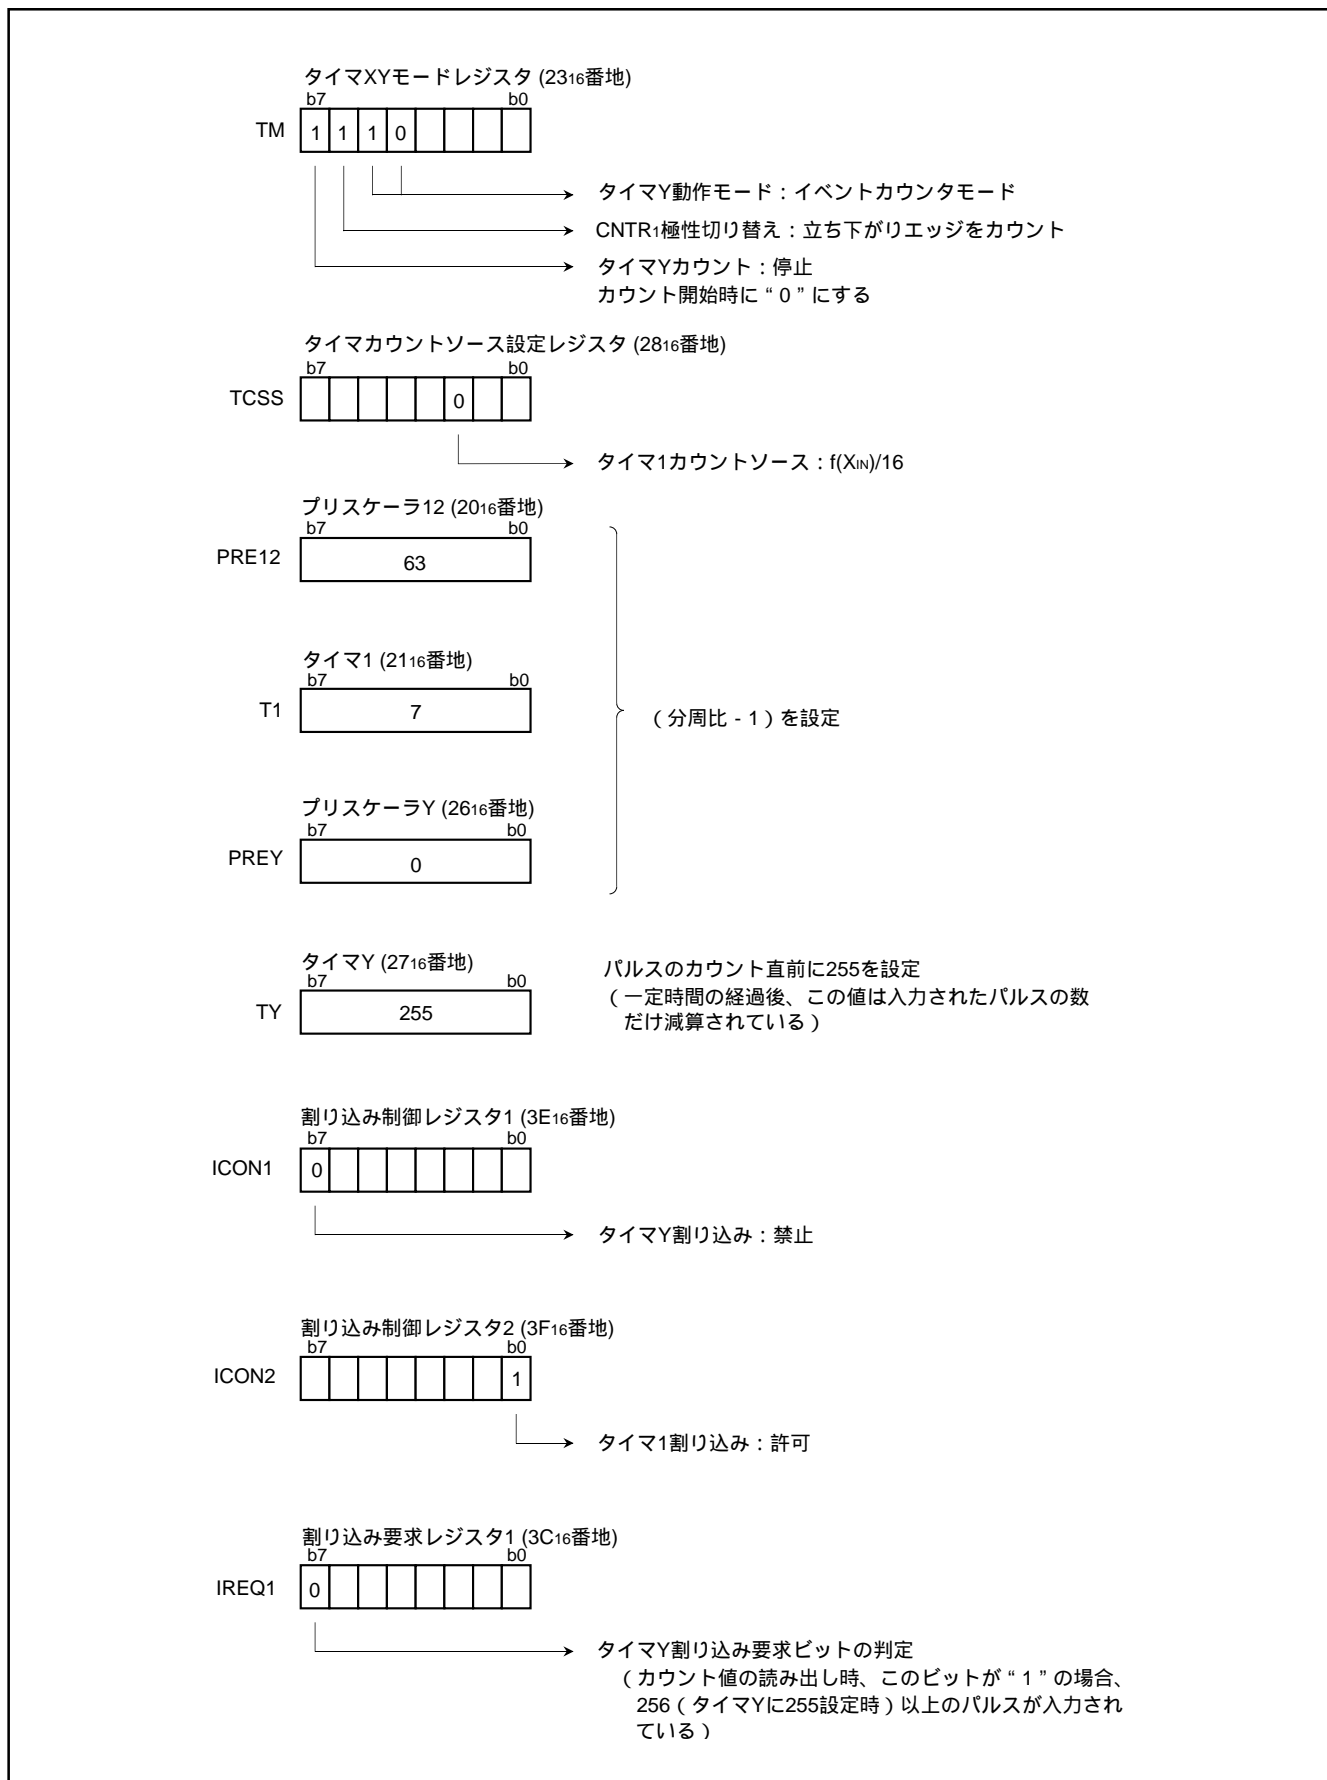 タイマXYモードレジスタ (2316番地)
b7 b0
TM 1 1 1 0
タイマY動作モード：イベントカウンタモード
CNTR1極性切り替え：立ち下がりエッジをカウント
タイマYカウント：停止
カウント開始時に“0”にする
タイマカウントソース設定レジスタ (2816番地)
b7 b0
TCSS 0
タイマ1カウントソース：f(XIN)/16
プリスケーラ12 (2016番地)
b7 b0
PRE12 63
タイマ1 (2116番地)
b7 b0
T1 7
（分周比 - 1）を設定
プリスケーラY (2616番地)
b7 b0
PREY 0
タイマY (2716番地)
b7 b0
TY 255
パルスのカウント直前に255を設定
（一定時間の経過後、この値は入力されたパルスの数
だけ減算されている）
割り込み制御レジスタ1 (3E16番地)
b7 b0
ICON1 0
タイマY割り込み：禁止
割り込み制御レジスタ2 (3F16番地)
b7 b0
ICON2 1
タイマ1割り込み：許可
割り込み要求レジスタ1 (3C16番地)
b7 b0
IREQ1 0
タイマY割り込み要求ビットの判定
（カウント値の読み出し時、このビットが“1”の場合、
256（タイマYに255設定時）以上のパルスが入力され
ている）